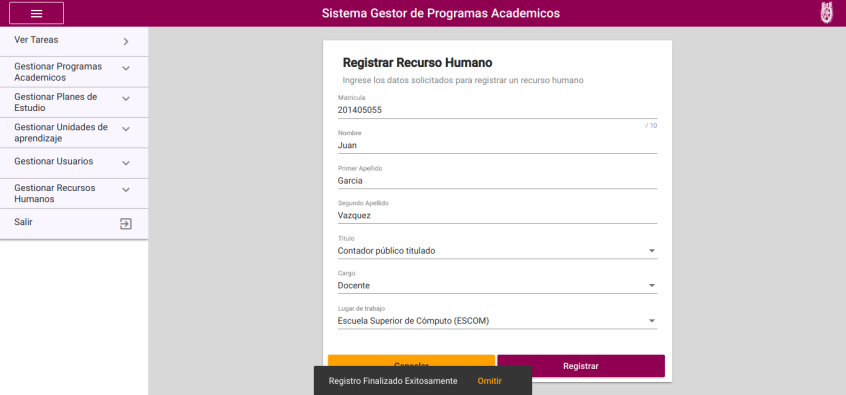 Sistema Gestor de Programas Academicos
Ver Tareas
Gestionar Programas
Academicos
Gestionar Planes de
Estudio
Gestionar Unidades de
aprendizaje
Gestionar Usuarios
Gestionar Recursos
Humanos
Salir
Registrar Recurso Humano
Ingrese los datos solicitados para registrar un recurso humano
Matricula
201405055
/ 10
Nombre
Juan
Primer Apellido
Garcia
Segundo Apellido
Vazquez
Título
Contador público titulado
Cargo
Docente
Lugar de trabajo
Escuela Superior de Cómputo (ESCOM)
Cancelar
Registrar
Registro Finalizado Exitosamente
Omitir